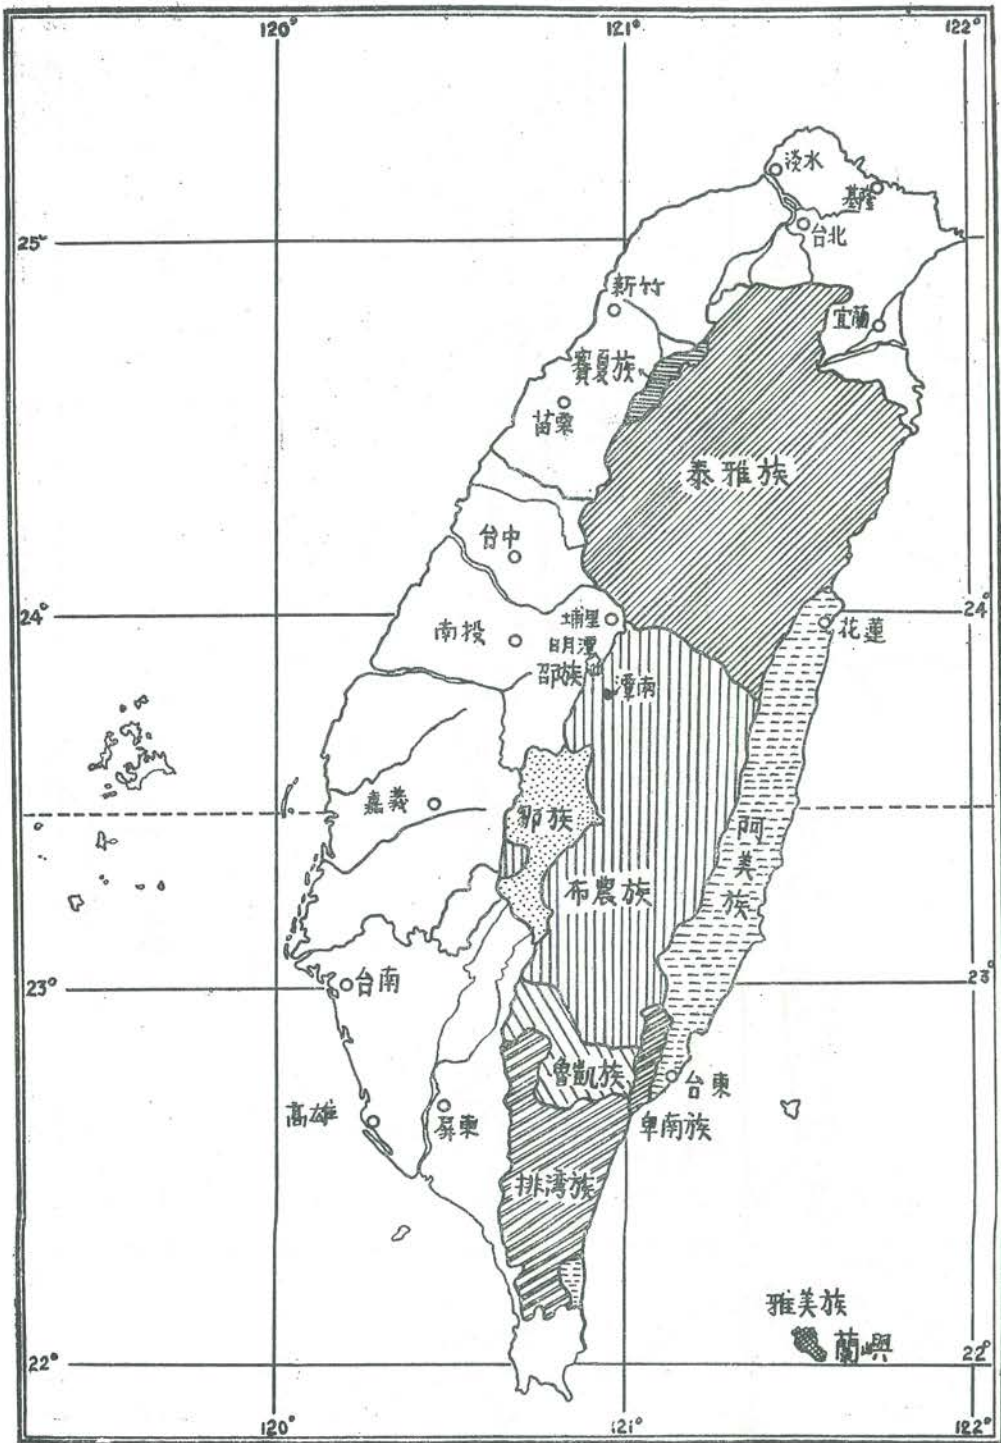 120°
121°
122°
淡水
基隆
台北
25°
新竹
宜蘭
賽夏族
苗栗
泰雅族
台中
24°
24°
埔里
花蓮
南投
日月潭
邵族
潭南
嘉義
鄒族
阿美族
布農族
23°
23°
台南
魯凱族
台東
高雄
屏東
卑南族
排湾族
雅美族
蘭嶼
22°
22°
120°
121°
122°